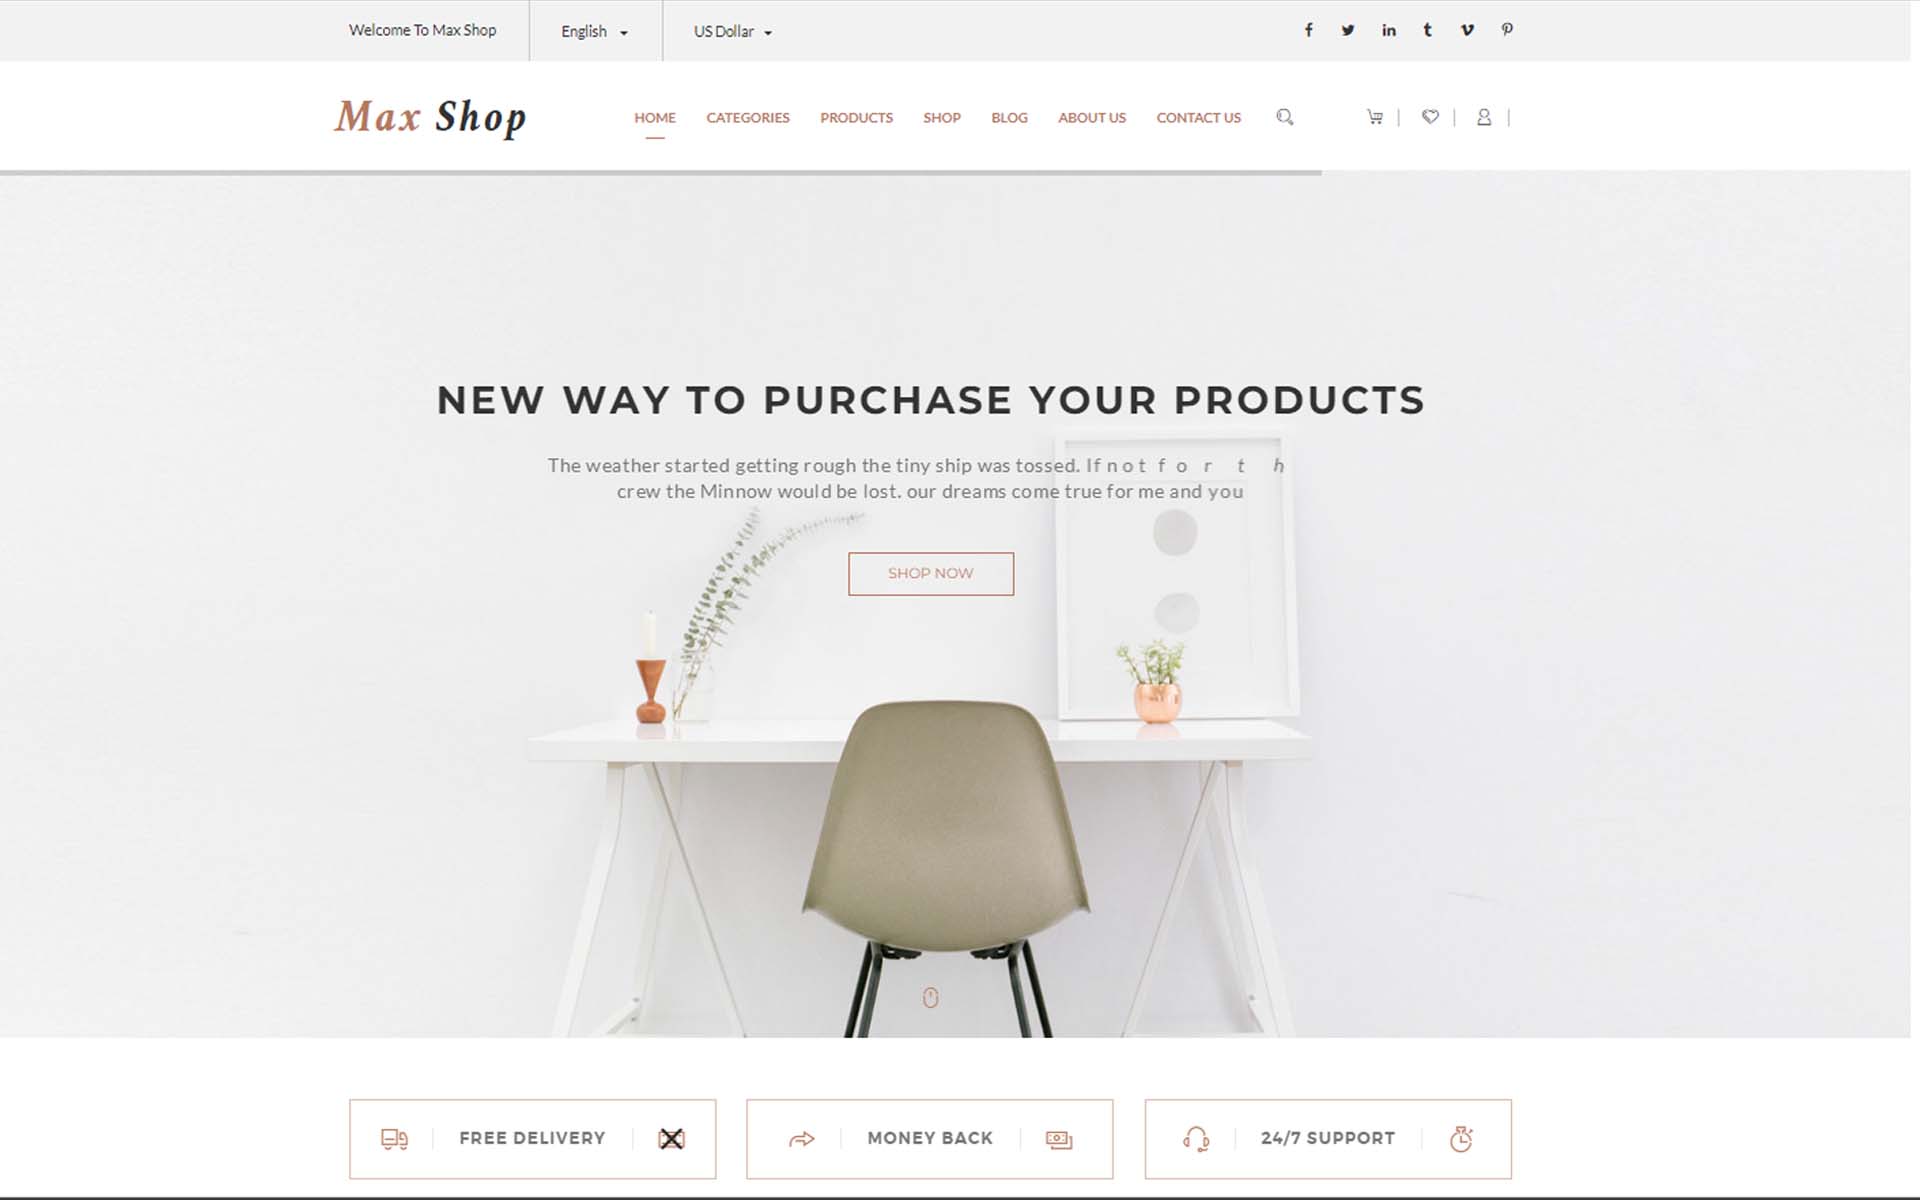 Welcome To Max Shop
English
US Dollar
Max Shop
HOME
CATEGORIES
PRODUCTS
SHOP
BLOG
ABOUT US
CONTACT US
NEW WAY TO PURCHASE YOUR PRODUCTS
The weather started getting rough the tiny ship was tossed. If not for th
crew the Minnow would be lost. our dreams come true for me and you
SHOP NOW
FREE DELIVERY
MONEY BACK
24/7 SUPPORT